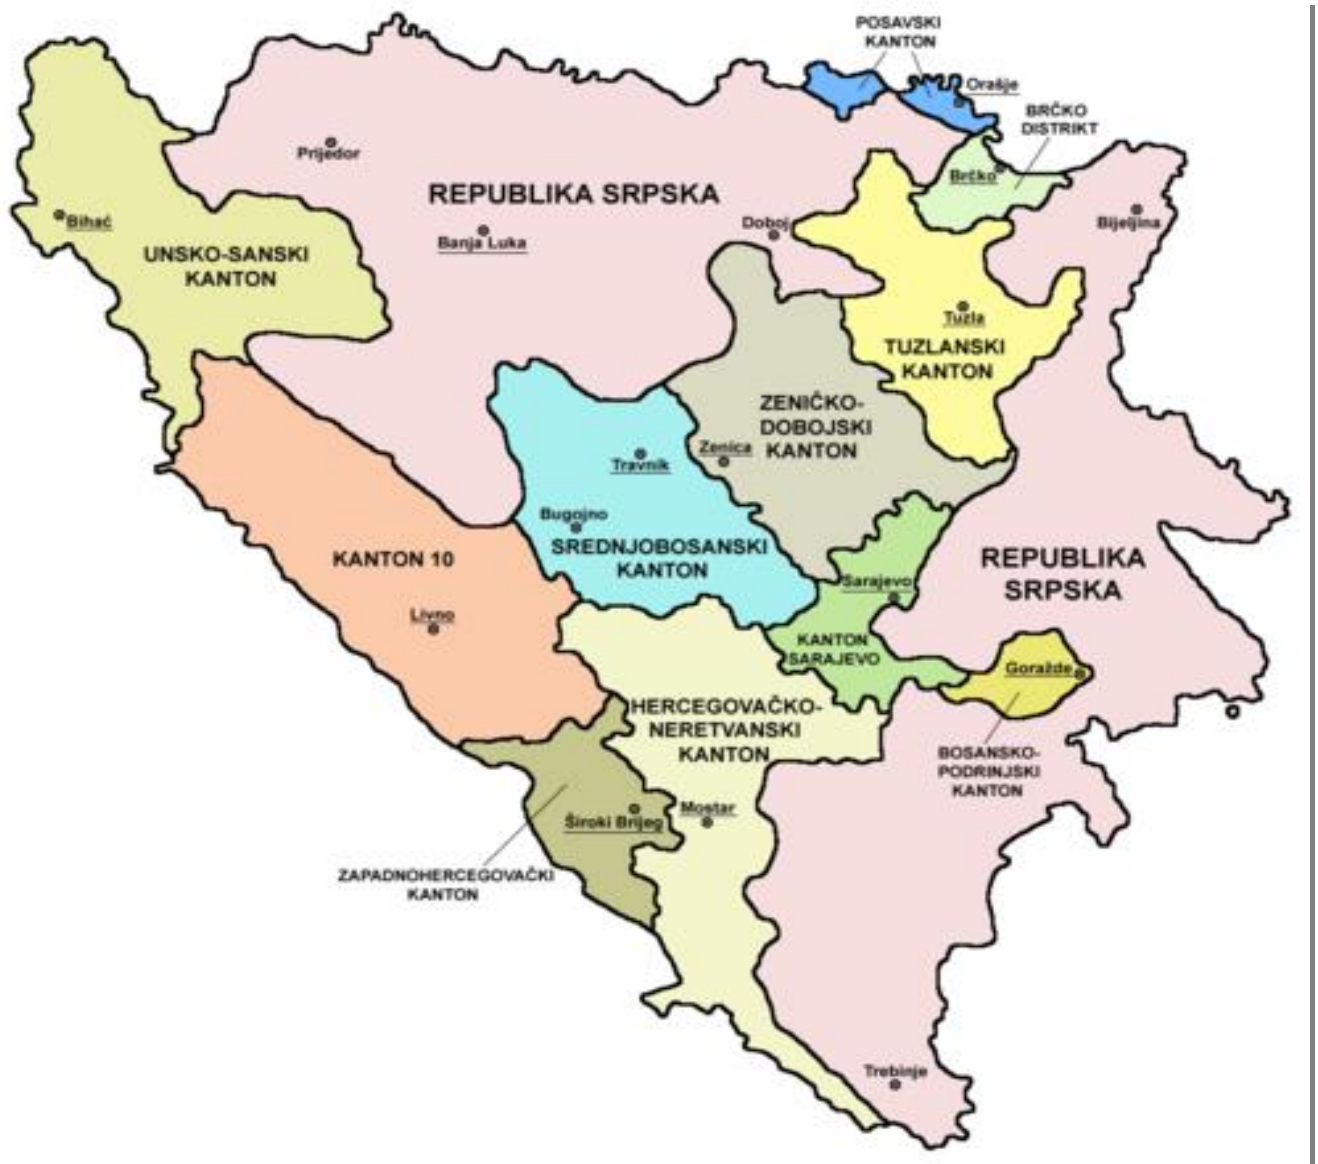 POSAVSKI
KANTON
Orašje
BRČKO
DISTRIKT
Prijedor
REPUBLIKA SRPSKA
Brčko
Bihać
Doboj
Bijeljina
Banja Luka
UNSKO-SANSKI
KANTON
Tuzla
TUZLANSKI
KANTON
ZENIČKO-
DOBOJSKI
KANTON
Zenica
Travnik
Bugojno
SREDNJOBOSANSKI
KANTON
KANTON 10
Livno
REPUBLIKA
SRPSKA
Sarajevo
KANTON
SARAJEVO
Goražde
HERCEGOVAČKO-
NERETVANSKI
KANTON
BOSANSKO-
PODRINJSKI
KANTON
Mostar
Široki Brijeg
ZAPADNOHERCEGOVAČKI
KANTON
Trebinje